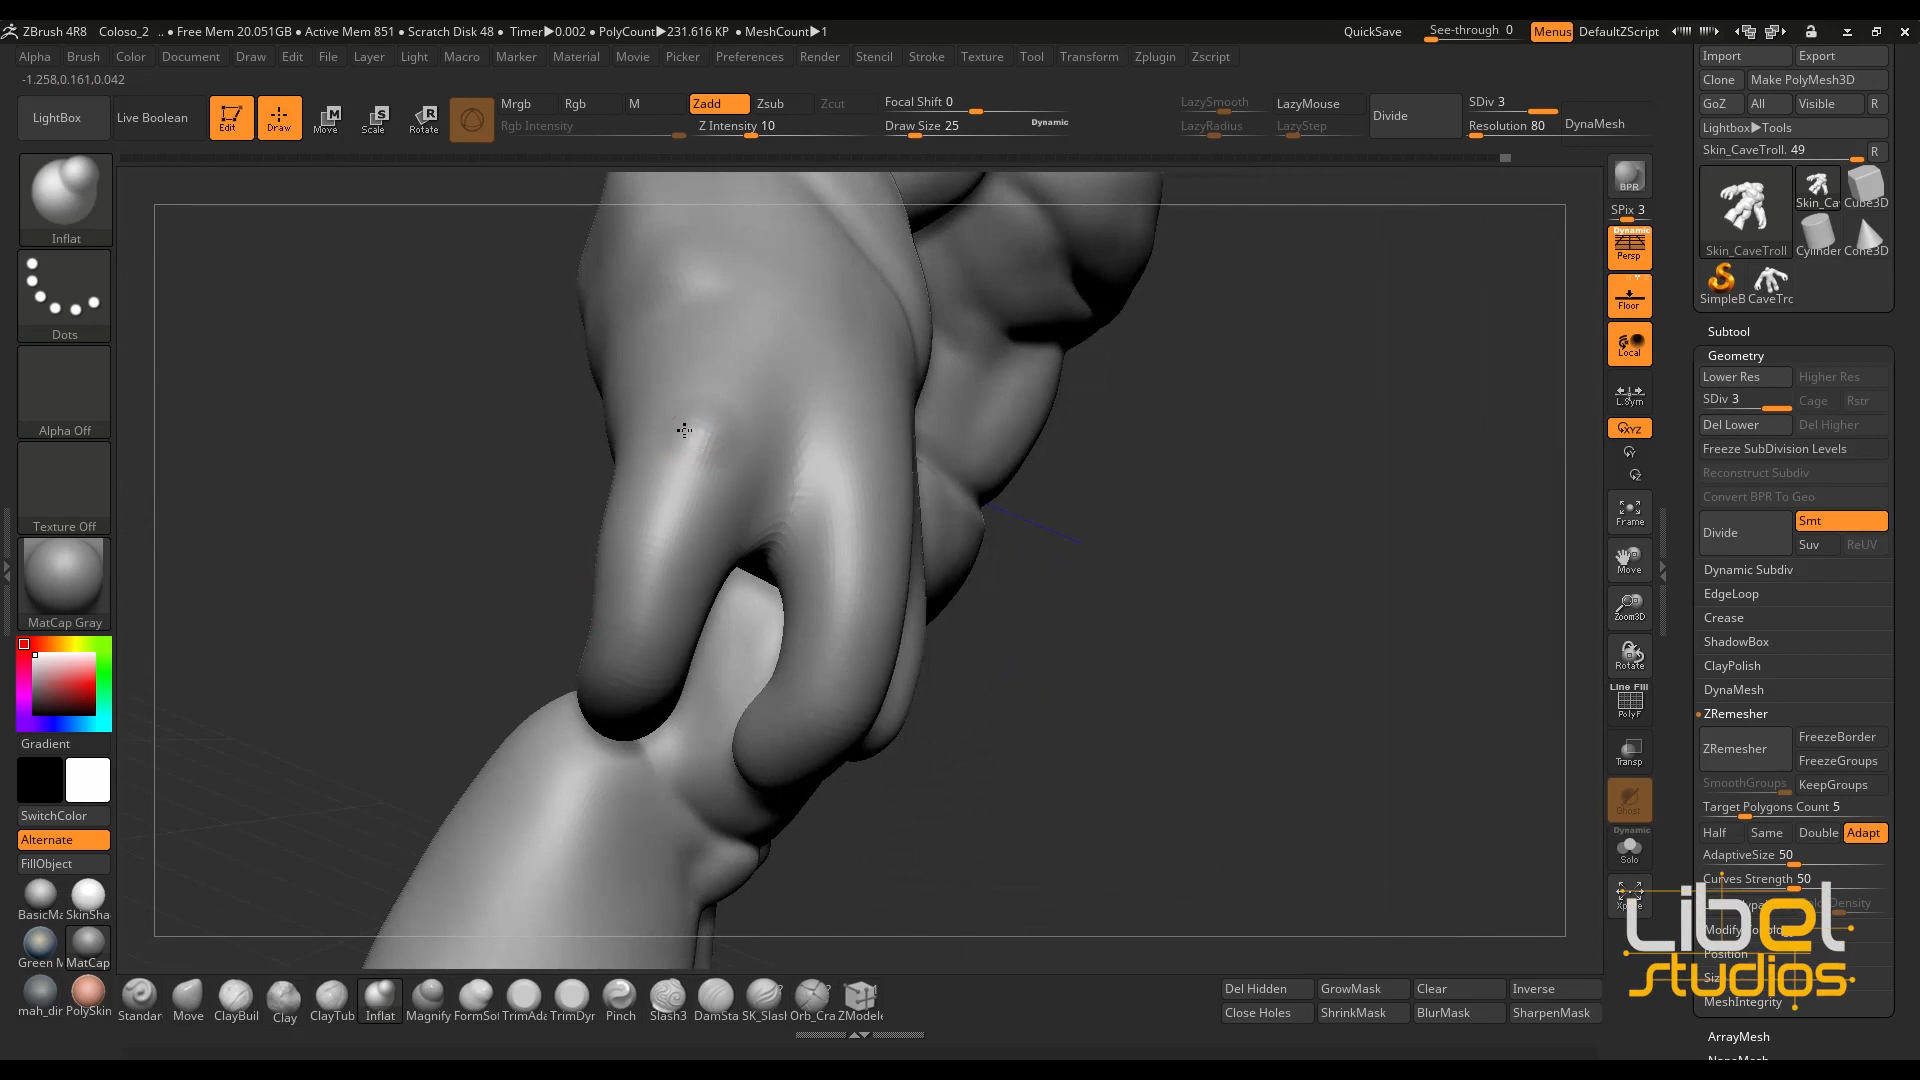 ZBrush 4R8 Coloso_2 .. ● Free Mem 20.051GB ● Active Mem 851 ● Scratch Disk 48 ● Timer▶0.002 ● PolyCount▶231.616 KP ● MeshCount▶1 QuickSave See-through 0 Menus DefaultZScript
Alpha Brush Color Document Draw Edit File Layer Light Macro Marker Material Movie Picker Preferences Render Stencil Stroke Texture Tool Transform Zplugin Zscript
-1.258,0.161,0.042
LightBox
Live Boolean
Edit
Draw
Move
Scale
Rotate
Mrgb Rgb M Zadd Zsub Zcut
Rgb Intensity Z Intensity 10
Focal Shift 0
Draw Size 25 Dynamic
LazySmooth LazyMouse
LazyRadius LazyStep
Divide
SDiv 3
Resolution 80
DynaMesh
Inflat
Dots
Alpha Off
Texture Off
MatCap Gray
Gradient
SwitchColor
Alternate
FillObject
BasicMa SkinSha
Green M MatCap
mah_dir PolySkin
BPR
SPix 3
Dynamic
Persp
Floor
Local
L.Sym
XYZ
Frame
Move
Zoom3D
Rotate
Line Fill
PolyF
Transp
Ghost
Dynamic
Solo
Import Export
Clone Make PolyMesh3D
GoZ All Visible R
Lightbox▶Tools
Skin_CaveTroll. 49 R
Skin_CaveTroll
Skin_Ca Cube3D
Cylinder Cone3D
SimpleB CaveTrc
Subtool
Geometry
Lower Res Higher Res
SDiv 3 Cage Rstr
Del Lower Del Higher
Freeze SubDivision Levels
Reconstruct Subdiv
Convert BPR To Geo
Divide Smt
Suv ReUV
Dynamic Subdiv
EdgeLoop
Crease
ShadowBox
ClayPolish
DynaMesh
ZRemesher
ZRemesher FreezeBorder
FreezeGroups
SmoothGroups KeepGroups
Target Polygons Count 5
Half Same Double Adapt
AdaptiveSize 50
Curves Strength 50
Density
Position
MeshIntegrity
ArrayMesh
Libel
studios
Standar Move ClayBuil Clay ClayTub Inflat Magnify FormSo TrimAda TrimDyr Pinch Slash3 DamSta SK_Slasl Orb_Cra ZModele
Del Hidden GrowMask Clear Inverse
Close Holes ShrinkMask BlurMask SharpenMask